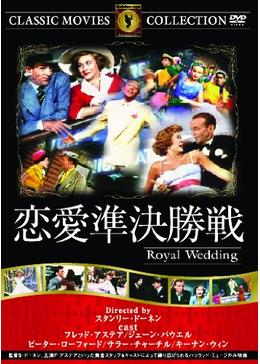 CLASSIC MOVIES COLLECTION
DVD
恋愛準決勝戦
Royal Wedding
Directed by
スタンリー・ドーネン
cast
フレッド・アステア/ジェーン・パウエル
ピーター・ローフォード/サラー・チャーチル/キーナン・ウィン